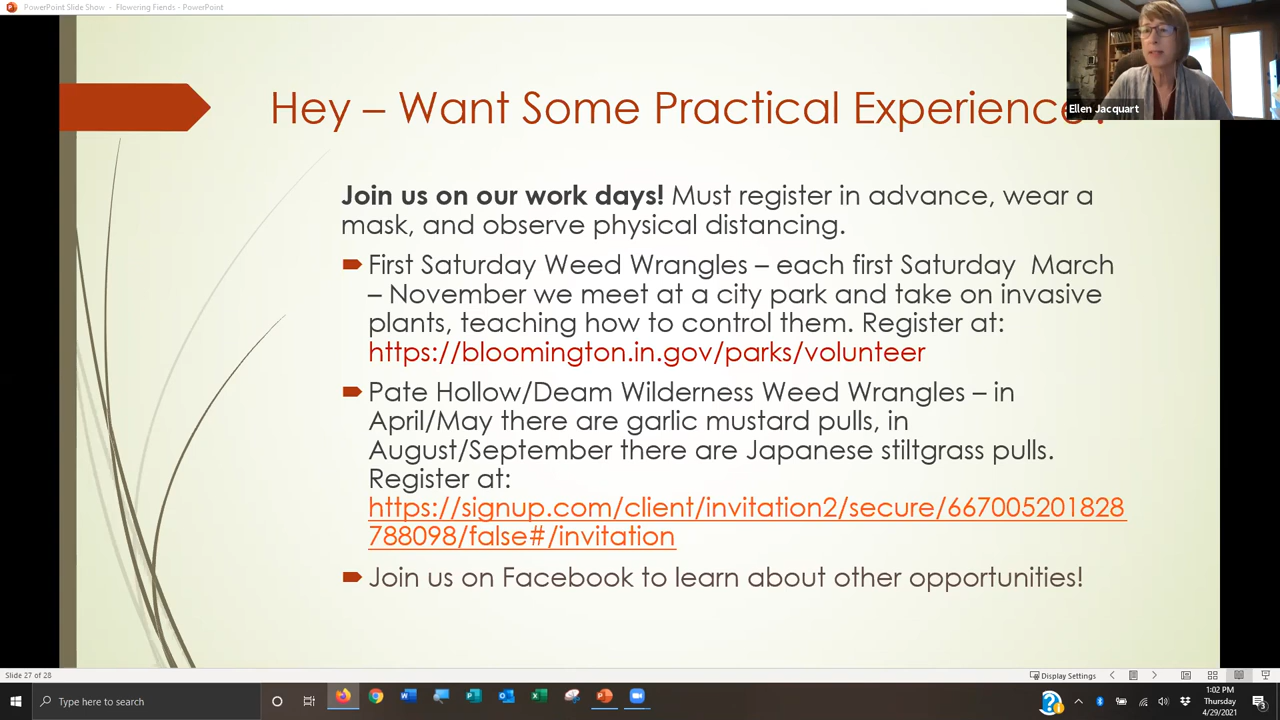 PowerPoint Slide Show - Flowering Fiends - PowerPoint
Ellen Jacquart
Hey – Want Some Practical Experience?
Join us on our work days! Must register in advance, wear a
mask, and observe physical distancing.
First Saturday Weed Wrangles – each first Saturday March
– November we meet at a city park and take on invasive
plants, teaching how to control them. Register at:
https://bloomington.in.gov/parks/volunteer
Pate Hollow/Deam Wilderness Weed Wrangles – in
April/May there are garlic mustard pulls, in
August/September there are Japanese stiltgrass pulls.
Register at:
https://signup.com/client/invitation2/secure/667005201828
788098/false#/invitation
Join us on Facebook to learn about other opportunities!
Slide 27 of 28
Display Settings
Type here to search
1:02 PM
Thursday
4/29/2021